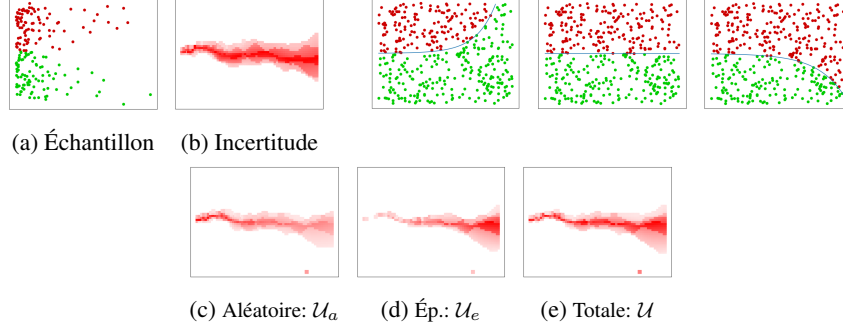 (a) Échantillon (b) Incertitude
(c) Aléatoire: 𝒰ₐ (d) Ép.: 𝒰ₑ (e) Totale: 𝒰